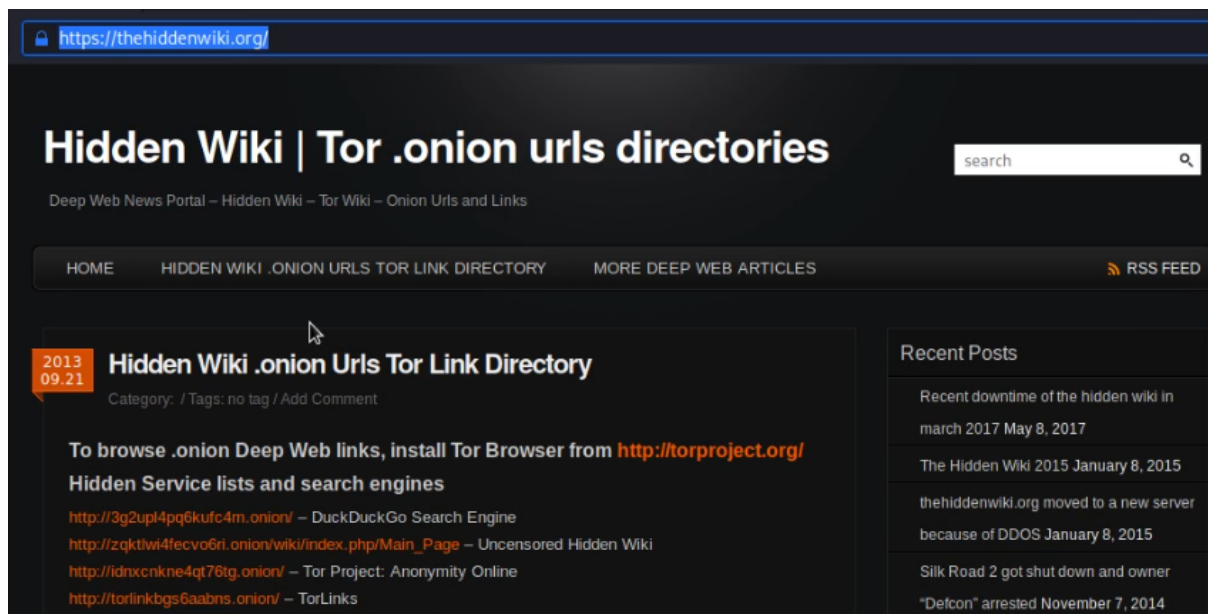 https://thehiddenwiki.org/
Hidden Wiki | Tor .onion urls directories
search
Deep Web News Portal – Hidden Wiki – Tor Wiki – Onion Urls and Links
HOME
HIDDEN WIKI .ONION URLS TOR LINK DIRECTORY
MORE DEEP WEB ARTICLES
RSS FEED
2013
09.21
Hidden Wiki .onion Urls Tor Link Directory
Category: / Tags: no tag / Add Comment
To browse .onion Deep Web links, install Tor Browser from http://torproject.org/
Hidden Service lists and search engines
http://3g2upl4pq6kufc4m.onion/ – DuckDuckGo Search Engine
http://zqktlwi4fecvo6ri.onion/wiki/index.php/Main_Page – Uncensored Hidden Wiki
http://idnxcnkne4qt76tg.onion/ – Tor Project: Anonymity Online
http://torlinkbgs6aabns.onion/ – TorLinks
Recent Posts
Recent downtime of the hidden wiki in
march 2017 May 8, 2017
The Hidden Wiki 2015 January 8, 2015
thehiddenwiki.org moved to a new server
because of DDOS January 8, 2015
Silk Road 2 got shut down and owner
“Defcon” arrested November 7, 2014